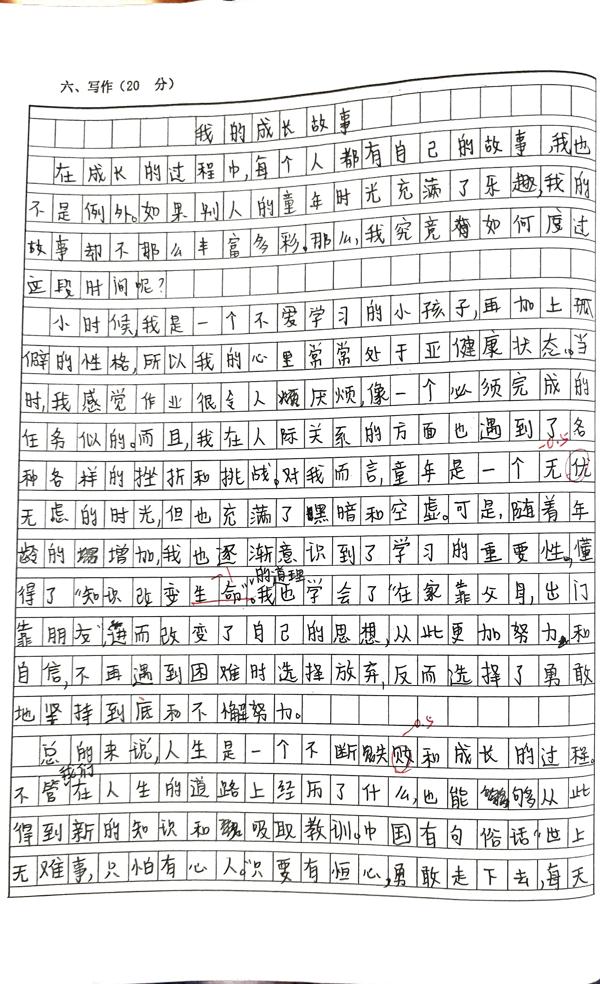 六、写作（20 分）
我的成长故事
在成长的过程中,每个人都有自己的故事,我也
不是例外。如果别人的童年时光充满了乐趣,我的
故事却不那么丰富多彩。那么,我究竟如何度过
这段时间呢?
小时候,我是一个不爱学习的小孩子,再加上孤
僻的性格,所以我的心里常常处于亚健康状态。当
时,我感觉作业很令人厌烦,像一个必须完成的
任务似的。而且,我在人际关系的方面也遇到了各
-0.5
种各样的挫折和挑战。对我而言,童年是一个无优
无虑的时光,但也充满了黑暗和空虚。可是,随着年
龄的增加,我也逐渐意识到了学习的重要性。懂
的道理
得了“知识改变生命”。我也学会了“在家靠父母,出门
靠朋友”进而改变了自己的思想,从此更加努力和
自信,不再遇到困难时选择放弃,反而选择了勇敢
地坚持到底和不懈努力。
-0.5
总的来说,人生是一个不断失败和成长的过程。
我们
不管在人生的道路上经历了什么,也能够从此
得到新的知识和吸取教训。中国有句俗话“世上
无难事,只怕有心人。”只要有恒心,勇敢走下去,每天